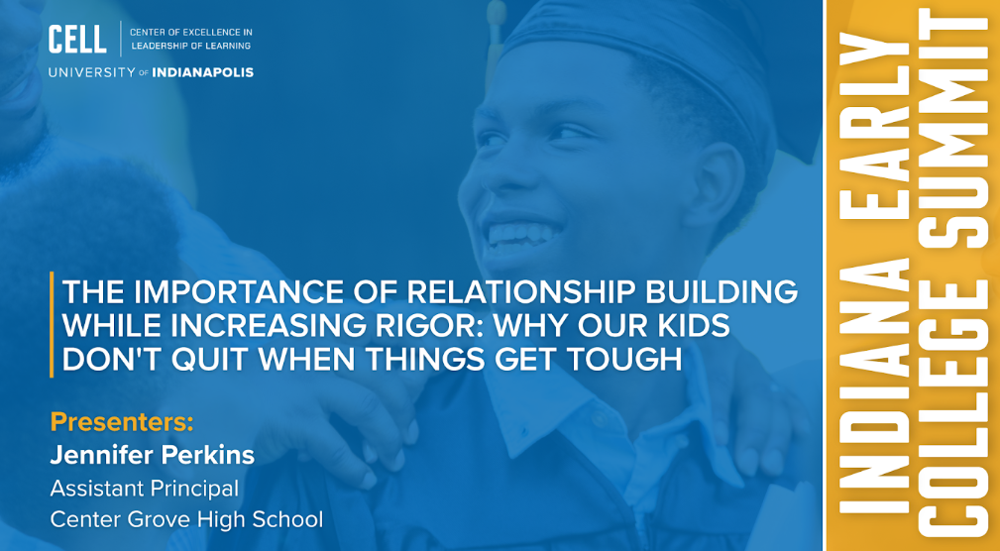 CELL
CENTER OF EXCELLENCE IN
LEADERSHIP OF LEARNING
UNIVERSITY OF INDIANAPOLIS
THE IMPORTANCE OF RELATIONSHIP BUILDING
WHILE INCREASING RIGOR: WHY OUR KIDS
DON'T QUIT WHEN THINGS GET TOUGH
Presenters:
Jennifer Perkins
Assistant Principal
Center Grove High School
INDIANA EARLY
COLLEGE SUMMIT